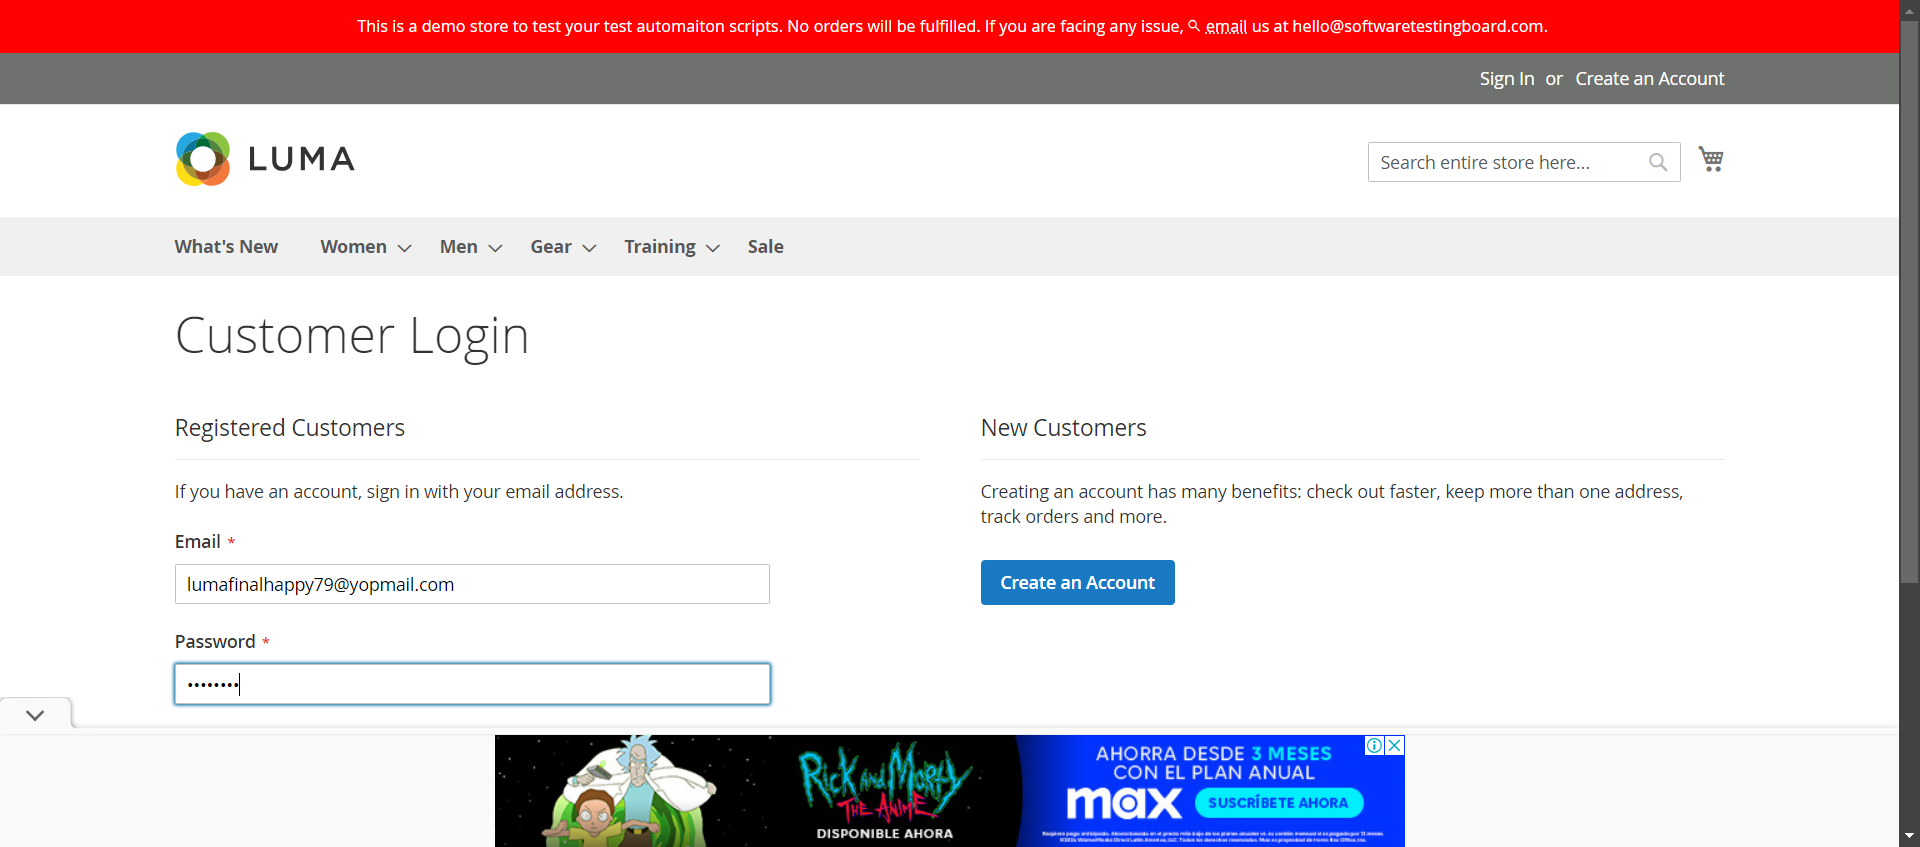 This is a demo store to test your test automaiton scripts. No orders will be fulfilled. If you are facing any issue, email us at hello@softwaretestingboard.com.
Sign In or Create an Account
LUMA
Search entire store here...
What's New Women Men Gear Training Sale
Customer Login
Registered Customers
If you have an account, sign in with your email address.
Email *
lumafinalhappy79@yopmail.com
Password *
••••••••
New Customers
Creating an account has many benefits: check out faster, keep more than one address,
track orders and more.
Create an Account
RICK AND MORTY
THE ANIME
DISPONIBLE AHORA
AHORRA DESDE 3 MESES
CON EL PLAN ANUAL
max SUSCRÍBETE AHORA